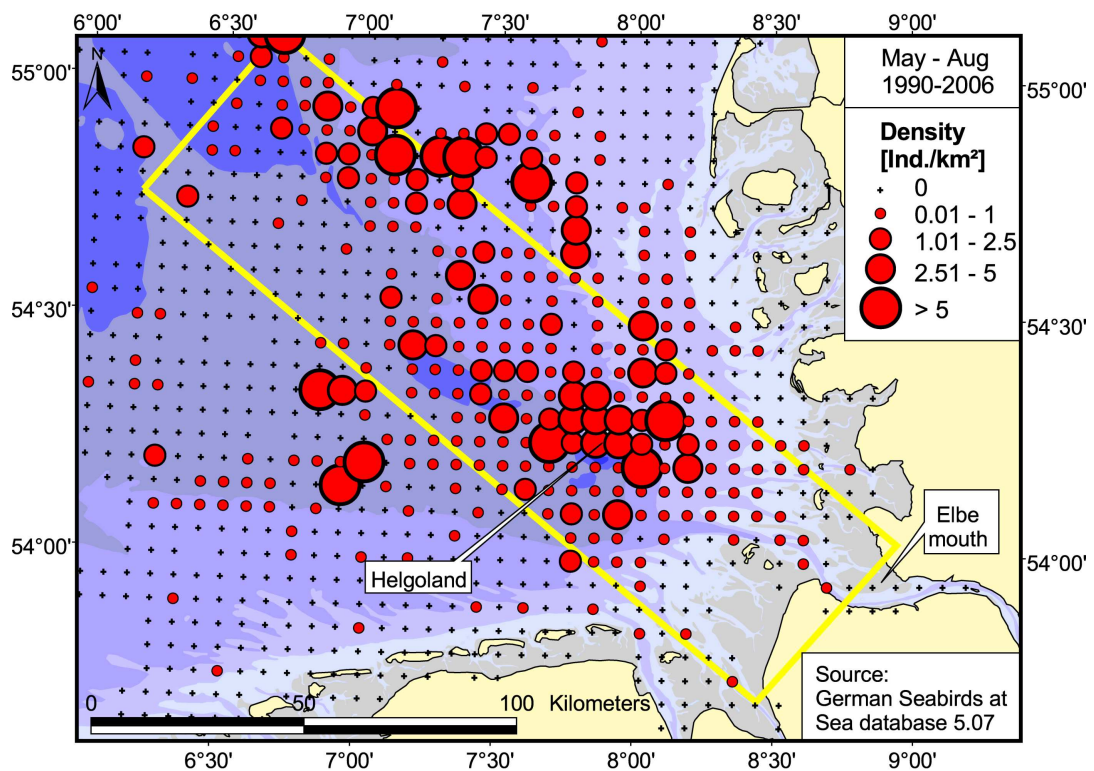 6°00' 6°30' 7°00' 7°30' 8°00' 8°30' 9°00'
N
May - Aug
1990-2006
55°00'
55°00'
Density
[Ind./km²]
0
0.01 - 1
1.01 - 2.5
2.51 - 5
> 5
54°30'
54°30'
Elbe
mouth
54°00'
54°00'
Helgoland
Source:
German Seabirds at
Sea database 5.07
0 50 100 Kilometers
6°30' 7°00' 7°30' 8°00' 8°30' 9°00'